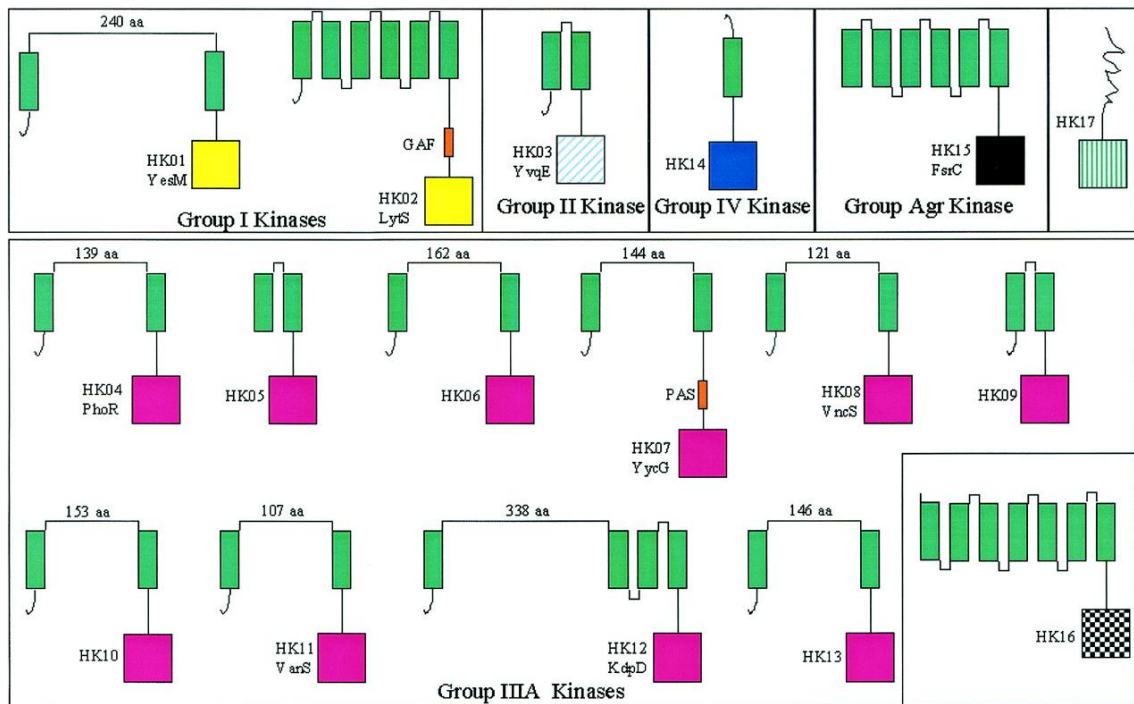 240 aa
HK01
YesM
GAF
HK02
LytS
Group I Kinases
HK03
YvqE
Group II Kinase
HK14
Group IV Kinase
HK15
FsrC
Group Agr Kinase
HK17
139 aa
HK04
PhoR
HK05
162 aa
HK06
144 aa
PAS
HK07
YycG
121 aa
HK08
VncS
HK09
153 aa
HK10
107 aa
HK11
VanS
338 aa
HK12
KdpD
146 aa
HK13
Group IIIA Kinases
HK16